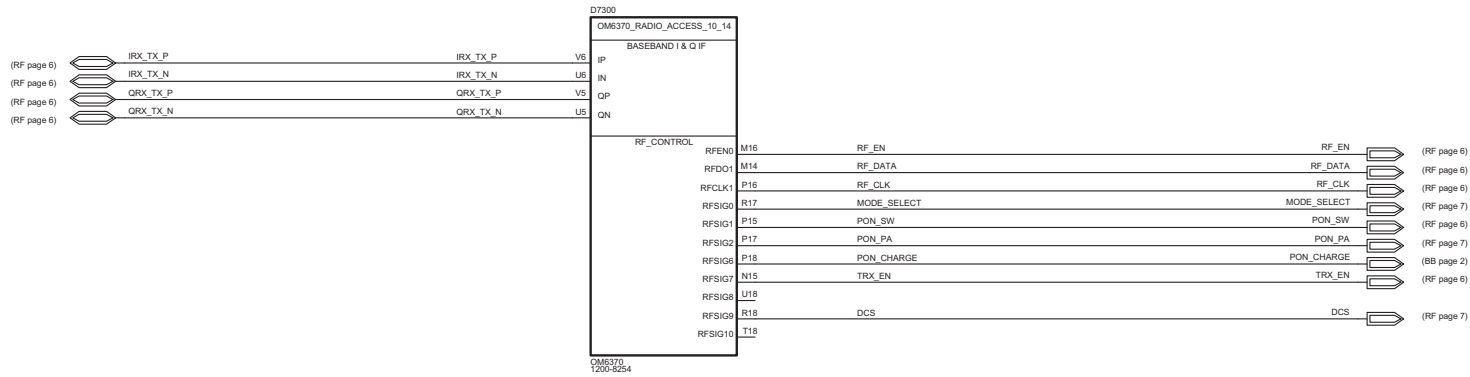 D7300
OM6370_RADIO_ACCESS_10_14
BASEBAND I & Q IF
(RF page 6) IRX_TX_P IRX_TX_P V6 IP
(RF page 6) IRX_TX_N IRX_TX_N U6 IN
(RF page 6) QRX_TX_P QRX_TX_P V5 QP
(RF page 6) QRX_TX_N QRX_TX_N U5 QN
RF_CONTROL
RFEN0 M16 RF_EN RF_EN (RF page 6)
RFDO1 M14 RF_DATA RF_DATA (RF page 6)
RFCLK1 P16 RF_CLK RF_CLK (RF page 6)
RFSIG0 R17 MODE_SELECT MODE_SELECT (RF page 7)
RFSIG1 P15 PON_SW PON_SW (RF page 6)
RFSIG2 P17 PON_PA PON_PA (RF page 7)
RFSIG6 P18 PON_CHARGE PON_CHARGE (BB page 2)
RFSIG7 N15 TRX_EN TRX_EN (RF page 6)
RFSIG8 U18
RFSIG9 R18 DCS DCS (RF page 7)
RFSIG10 T18
OM6370
1200-8254